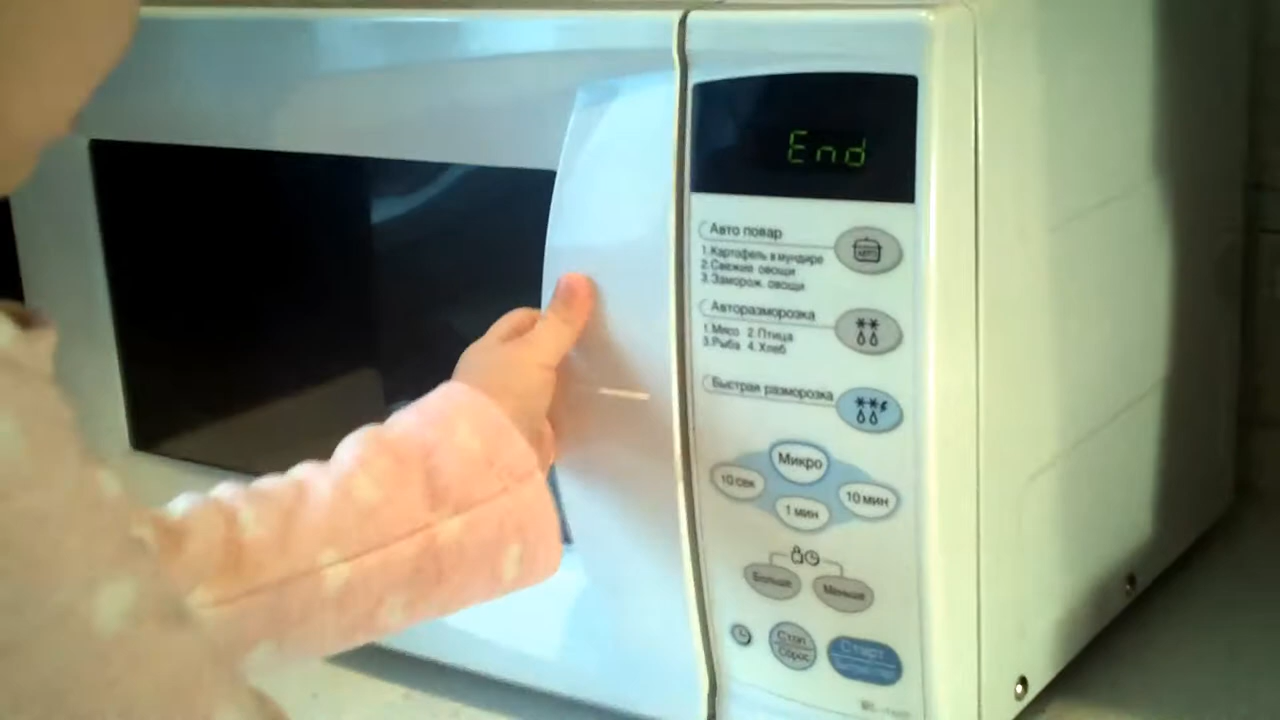 End
Авто повар
1.Картофель в мундире
2.Свежие овощи
3.Заморож. овощи
Авторазморозка
1.Мясо 2.Птица
3.Рыба 4.Хлеб
Быстрая разморозка
Микро
10 сек
10 мин
1 мин
Больше
Меньше
Стоп
Сброс
Старт